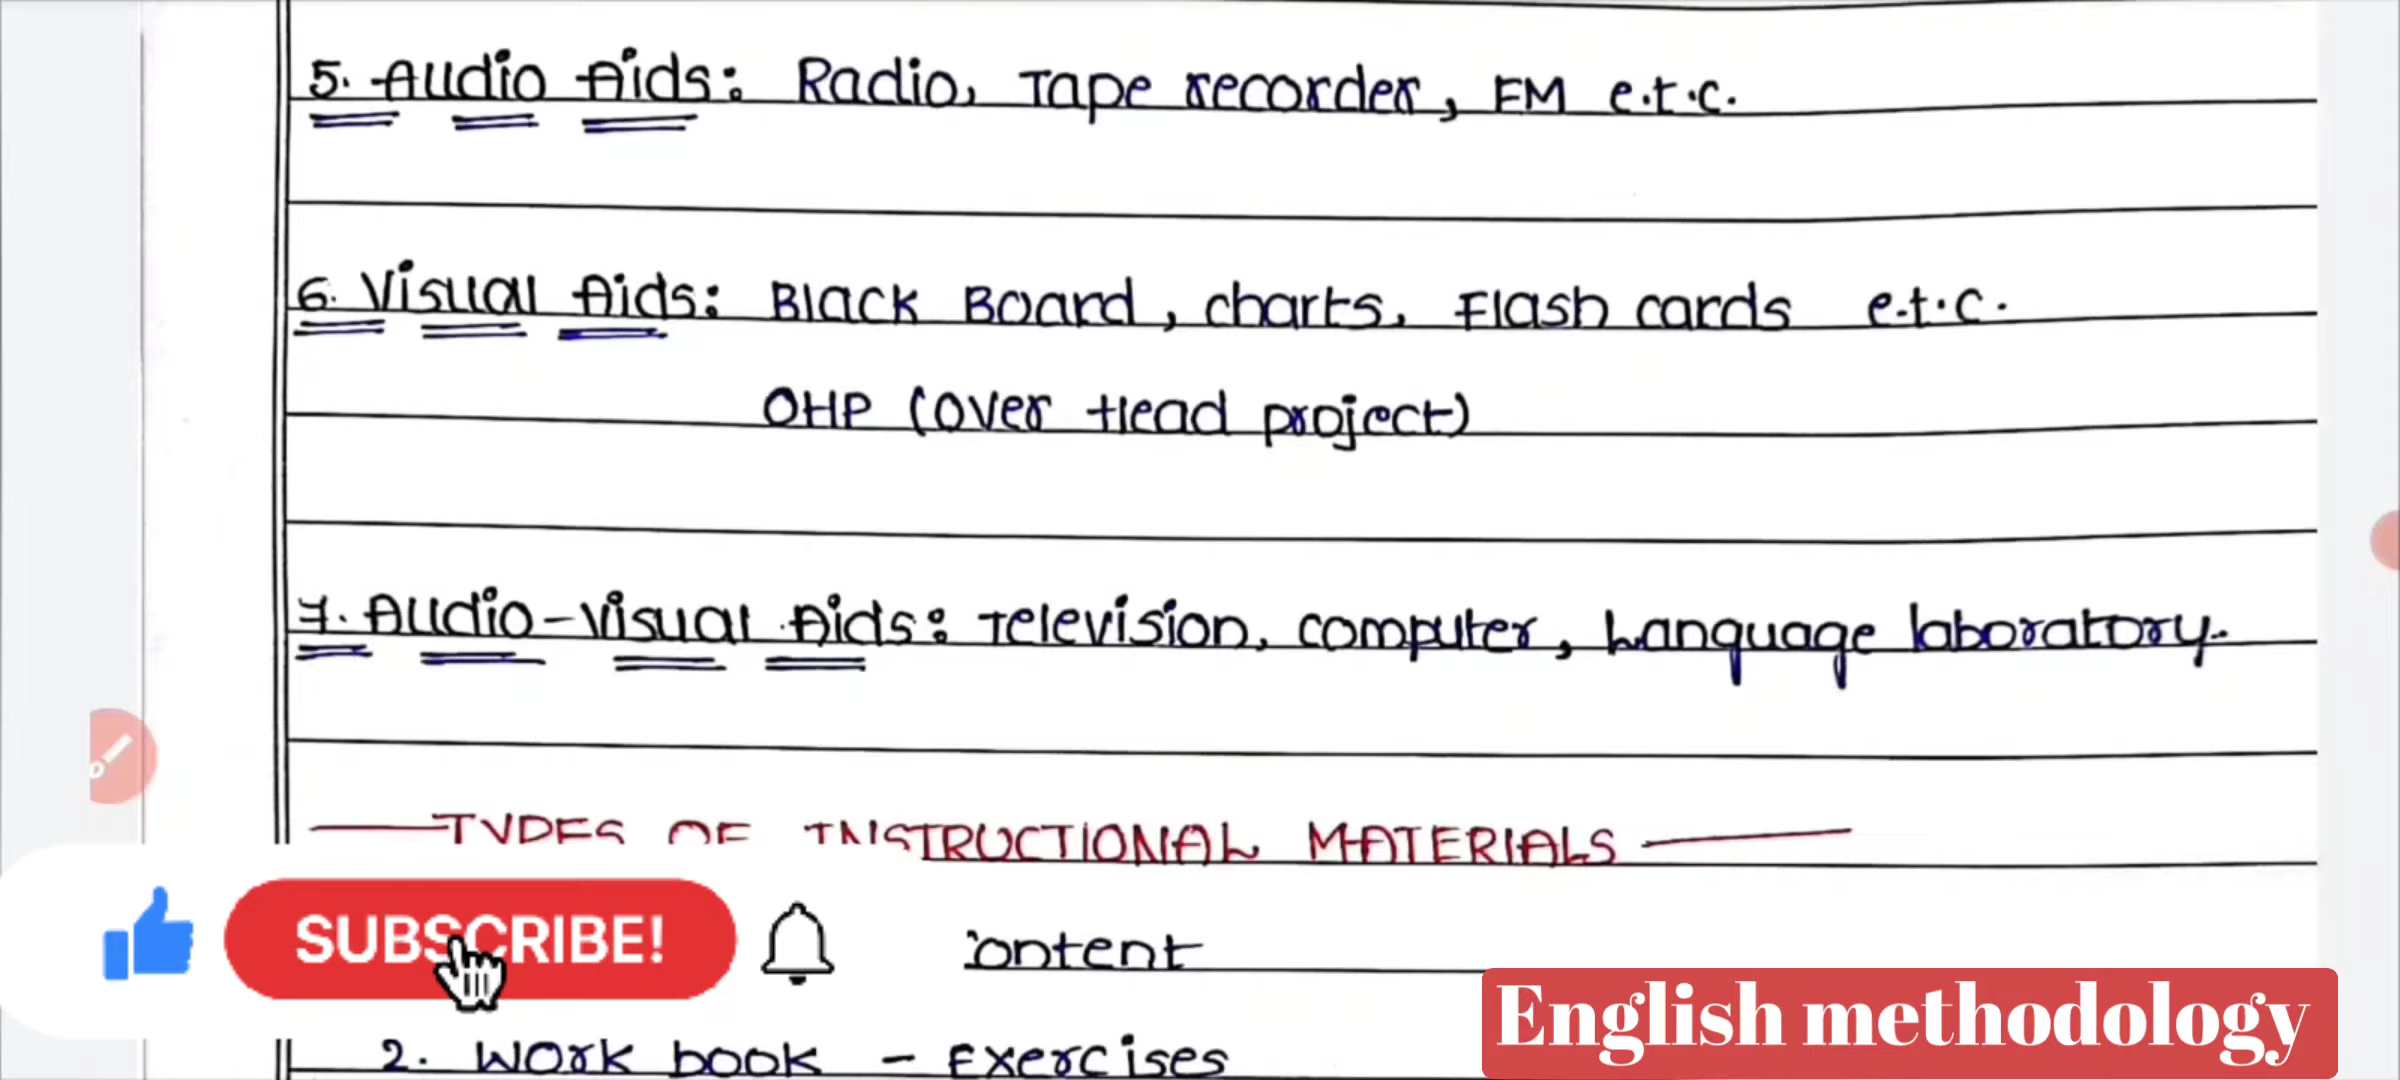 5. Audio Aids: Radio, Tape recorder, FM e.t.c.
6. Visual Aids: Black Board, charts, Flash cards e.t.c.
OHP (Over Head project)
7. Audio-Visual Aids: Television, computer, Language laboratory.
TYPES OF INSTRUCTIONAL MATERIALS
ontent
SUBSCRIBE!
English methodology
2. Work book - Exercises